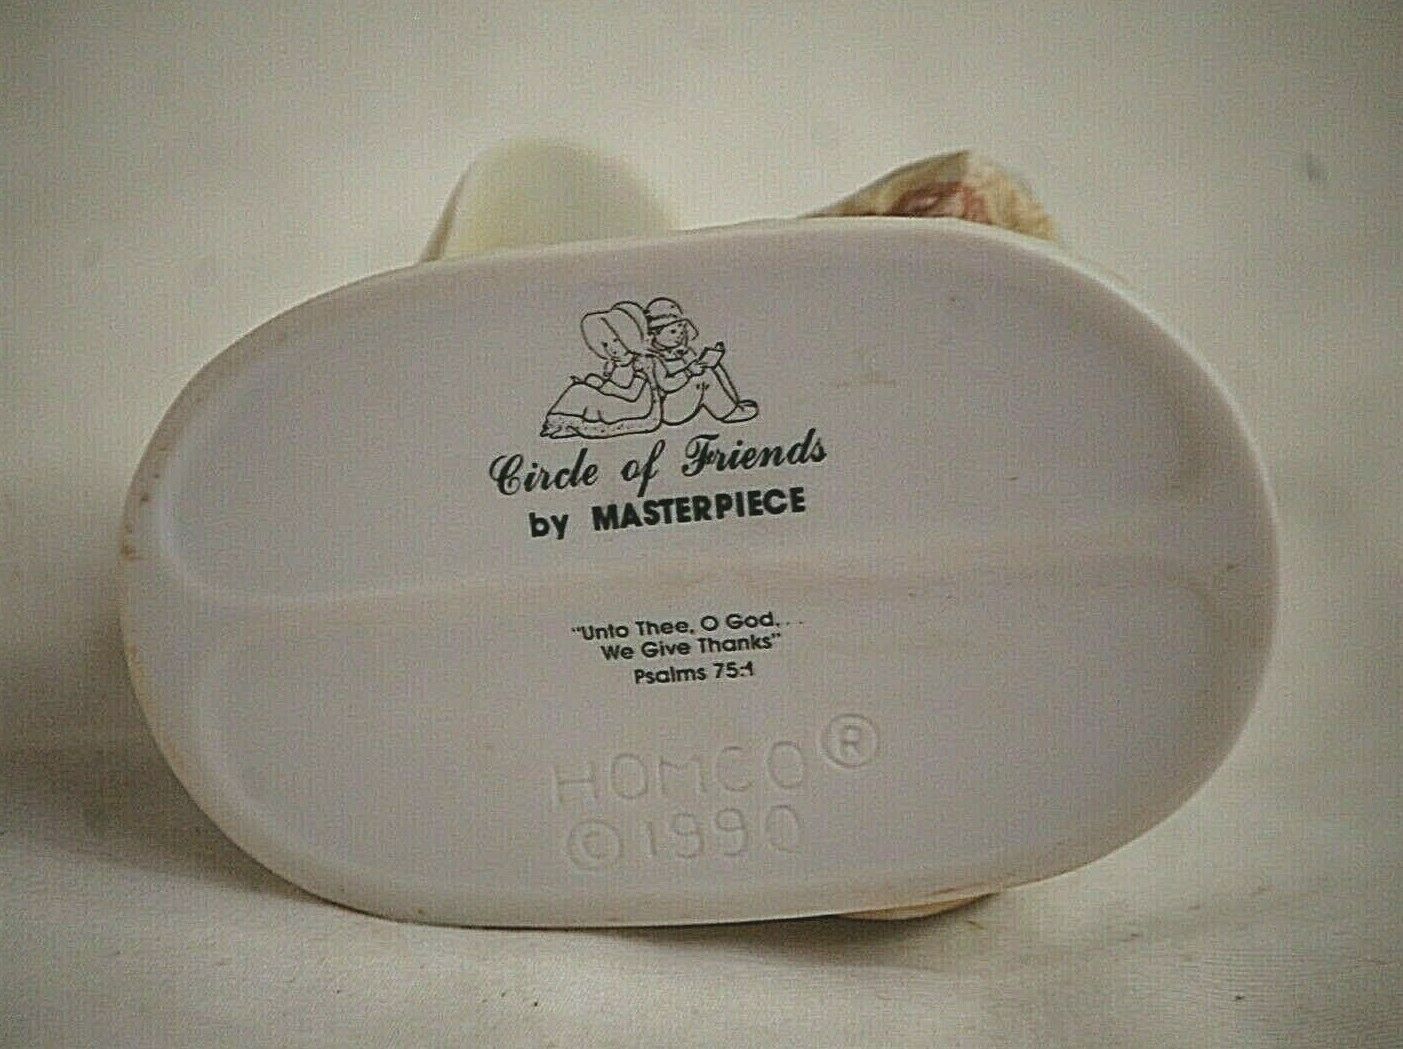 Circle of Friends
by MASTERPIECE
"Unto Thee, O God...
We Give Thanks"
Psalms 75:1
HOMCO®
©1990